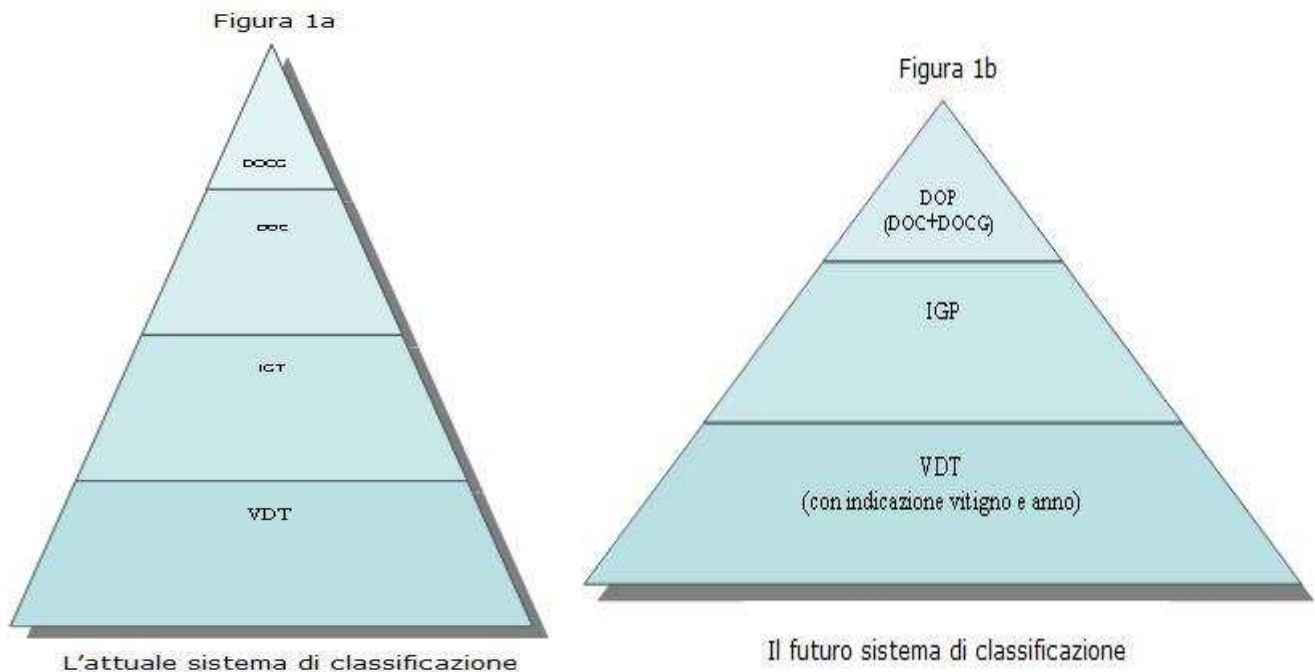 Figura 1a
DOCG
DOC
IGT
VDT
L'attuale sistema di classificazione
Figura 1b
DOP
(DOC+DOCG)
IGP
VDT
(con indicazione vitigno e anno)
Il futuro sistema di classificazione